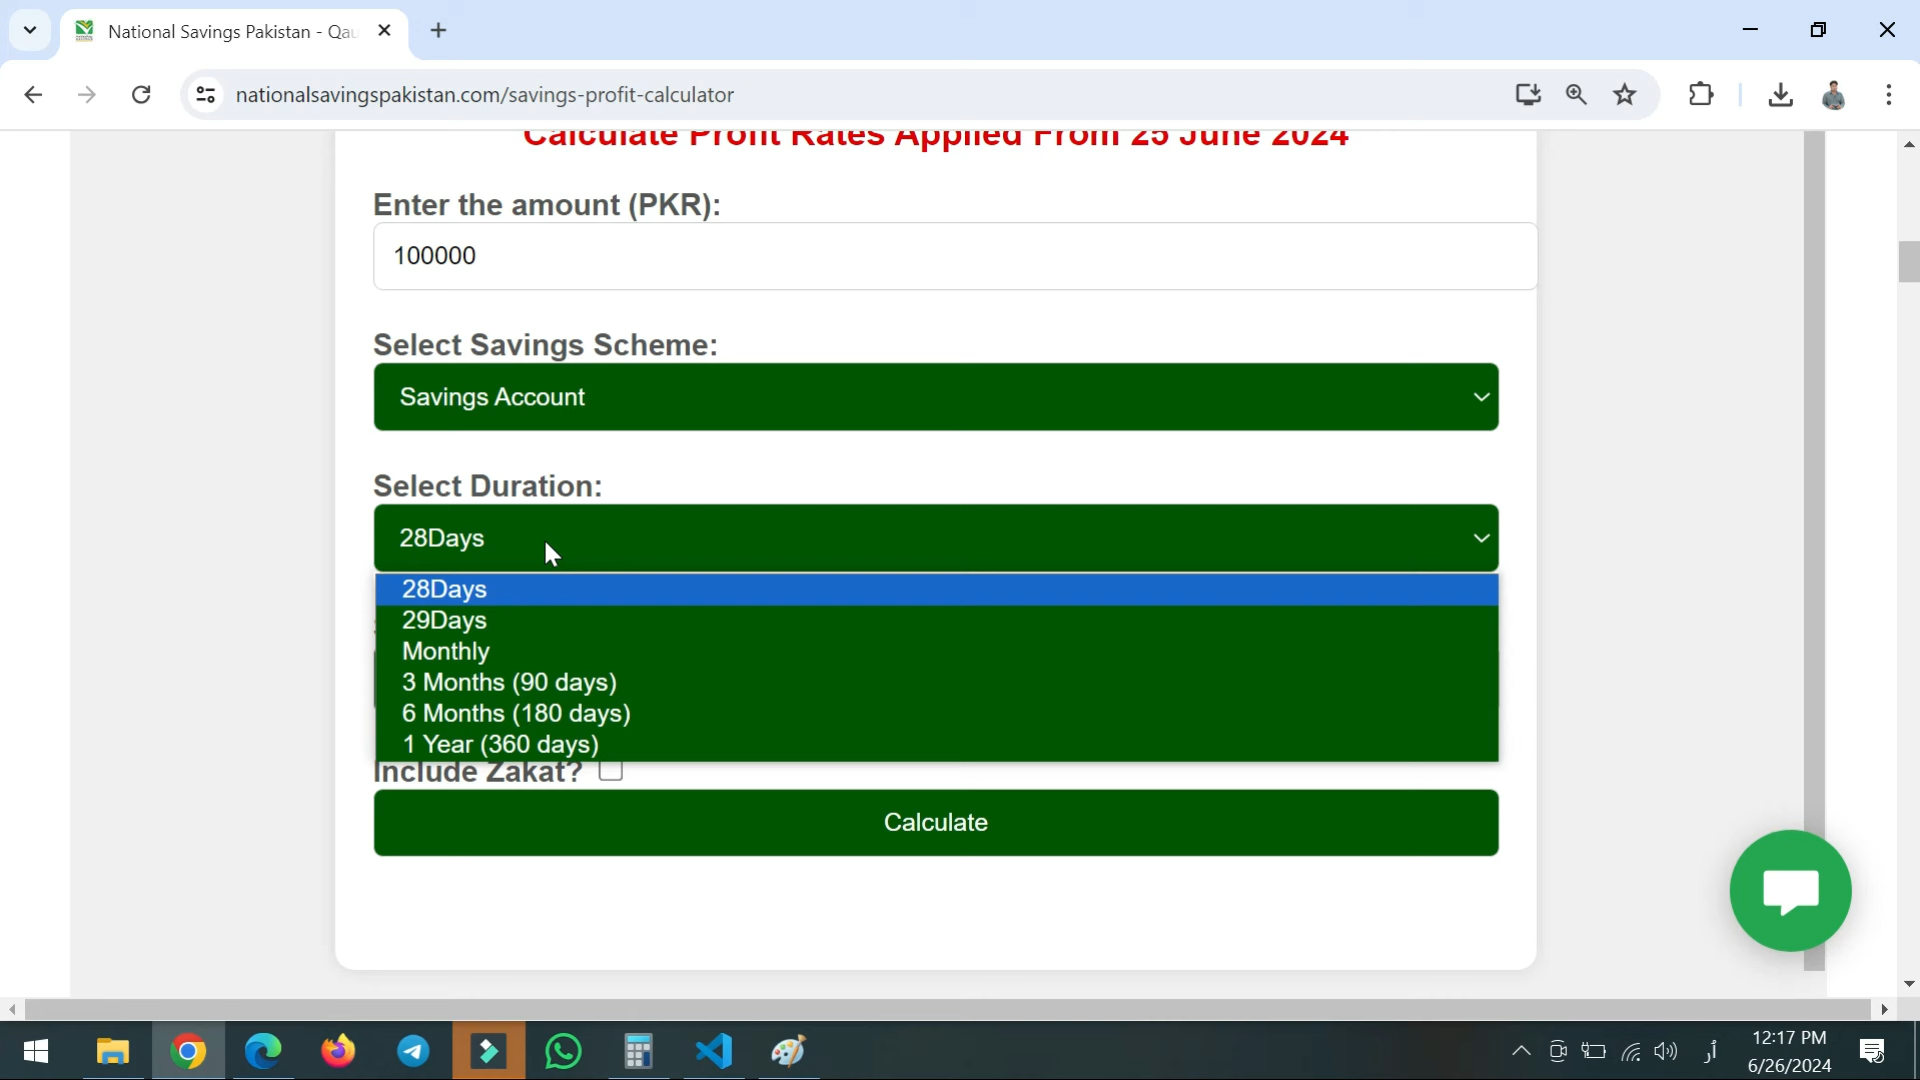 National Savings Pakistan - Qau
nationalsavingspakistan.com/savings-profit-calculator
Calculate Profit Rates Applied From 25 June 2024
Enter the amount (PKR):
100000
Select Savings Scheme:
Savings Account
Select Duration:
28Days
28Days
29Days
Monthly
3 Months (90 days)
6 Months (180 days)
1 Year (360 days)
Include Zakat?
Calculate
12:17 PM
6/26/2024